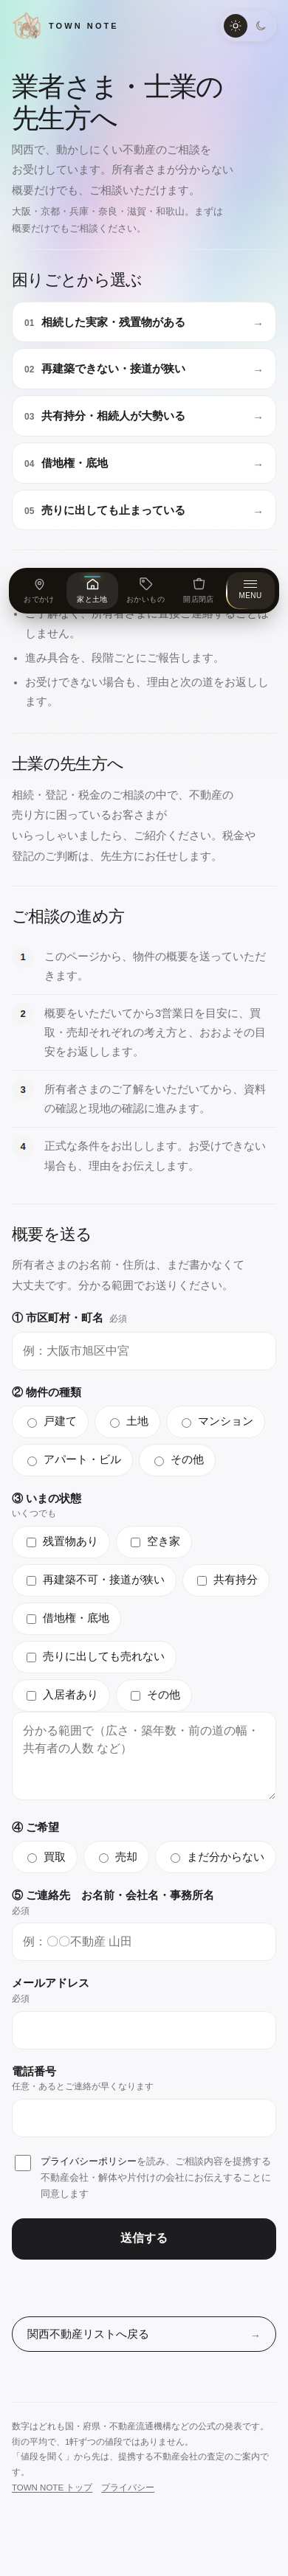 TOWN NOTE
業者さま・士業の
先生方へ
関西で、動かしにくい不動産のご相談を
お受けしています。所有者さまが分からない
概要だけでも、ご相談いただけます。
大阪・京都・兵庫・奈良・滋賀・和歌山。まずは
概要だけでもご相談ください。
困りごとから選ぶ
01 相続した実家・残置物がある →
02 再建築できない・接道が狭い →
03 共有持分・相続人が大勢いる →
04 借地権・底地 →
05 売りに出しても止まっている →
おでかけ 家と土地 おかいもの 開店閉店 MENU
・ご了解なく、所有者さまに直接ご連絡することは
しません。
・進み具合を、段階ごとにご報告します。
・お受けできない場合も、理由と次の道をお返しし
ます。
士業の先生方へ
相続・登記・税金のご相談の中で、不動産の
売り方に困っているお客さまが
いらっしゃいましたら、ご紹介ください。税金や
登記のご判断は、先生方にお任せします。
ご相談の進め方
1 このページから、物件の概要を送っていただ
きます。
2 概要をいただいてから3営業日を目安に、買
取・売却それぞれの考え方と、おおよその目
安をお返しします。
3 所有者さまのご了解をいただいてから、資料
の確認と現地の確認に進みます。
4 正式な条件をお出しします。お受けできない
場合も、理由をお伝えします。
概要を送る
所有者さまのお名前・住所は、まだ書かなくて
大丈夫です。分かる範囲でお送りください。
① 市区町村・町名 必須
例：大阪市旭区中宮
② 物件の種類
戸建て 土地 マンション
アパート・ビル その他
③ いまの状態
いくつでも
残置物あり 空き家
再建築不可・接道が狭い 共有持分
借地権・底地
売りに出しても売れない
入居者あり その他
分かる範囲で（広さ・築年数・前の道の幅・
共有者の人数 など）
④ ご希望
買取 売却 まだ分からない
⑤ ご連絡先　お名前・会社名・事務所名
必須
例：〇〇不動産 山田
メールアドレス
必須
電話番号
任意・あるとご連絡が早くなります
プライバシーポリシーを読み、ご相談内容を提携する
不動産会社・解体や片付けの会社にお伝えすることに
同意します
送信する
関西不動産リストへ戻る →
数字はどれも国・府県・不動産流通機構などの公式の発表です。
街の平均で、1軒ずつの値段ではありません。
「値段を聞く」から先は、提携する不動産会社の査定のご案内で
す。
TOWN NOTE トップ プライバシー